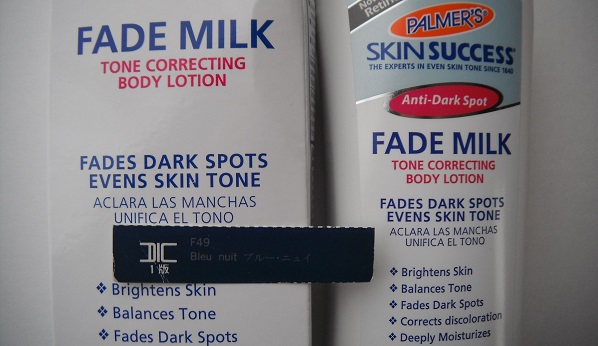 FADE MILK
TONE CORRECTING
BODY LOTION
FADES DARK SPOTS
EVENS SKIN TONE
ACLARA LAS MANCHAS
UNIFICA EL TONO
DIC
1版
F49
Bleu nuit ブルー・ニュイ
Brightens Skin
Balances Tone
Fades Dark Spots
PALMER'S
SKIN SUCCESS
THE EXPERTS IN EVEN SKIN TONE SINCE 1840
Anti-Dark Spot
FADE MILK
TONE CORRECTING
BODY LOTION
FADES DARK SPOTS
EVENS SKIN TONE
ACLARA LAS MANCHAS
UNIFICA EL TONO
Brightens Skin
Balances Tone
Fades Dark Spots
Corrects discoloration
Deeply Moisturizes